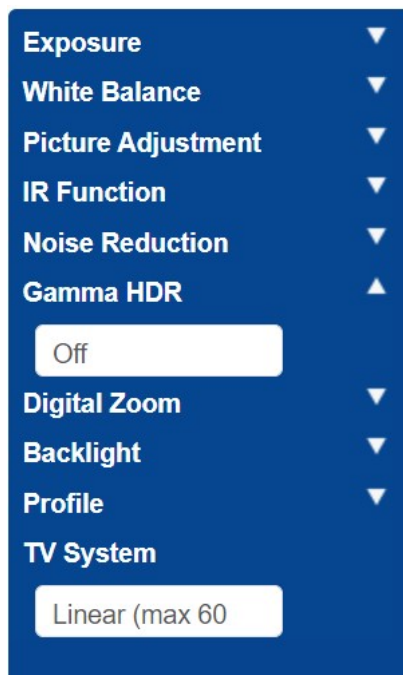 Exposure
White Balance
Picture Adjustment
IR Function
Noise Reduction
Gamma HDR
Off
Digital Zoom
Backlight
Profile
TV System
Linear (max 60